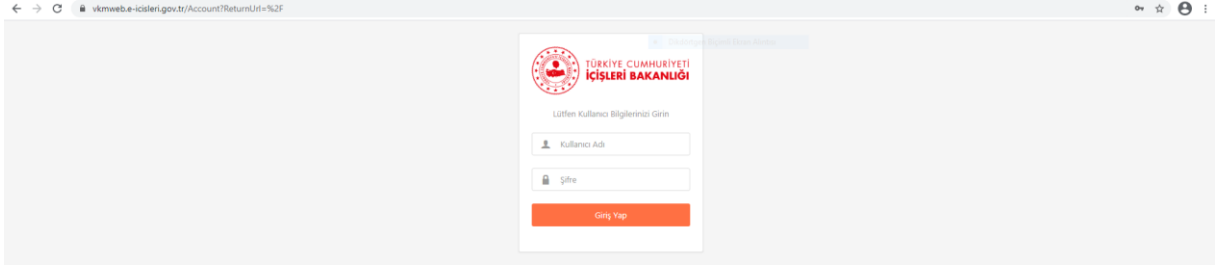 vkmweb.e-icisleri.gov.tr/Account?ReturnUrl=%2F
TÜRKİYE CUMHURİYETİ
İÇİŞLERİ BAKANLIĞI
Lütfen Kullanıcı Bilgilerinizi Girin
Kullanıcı Adı
Şifre
Giriş Yap